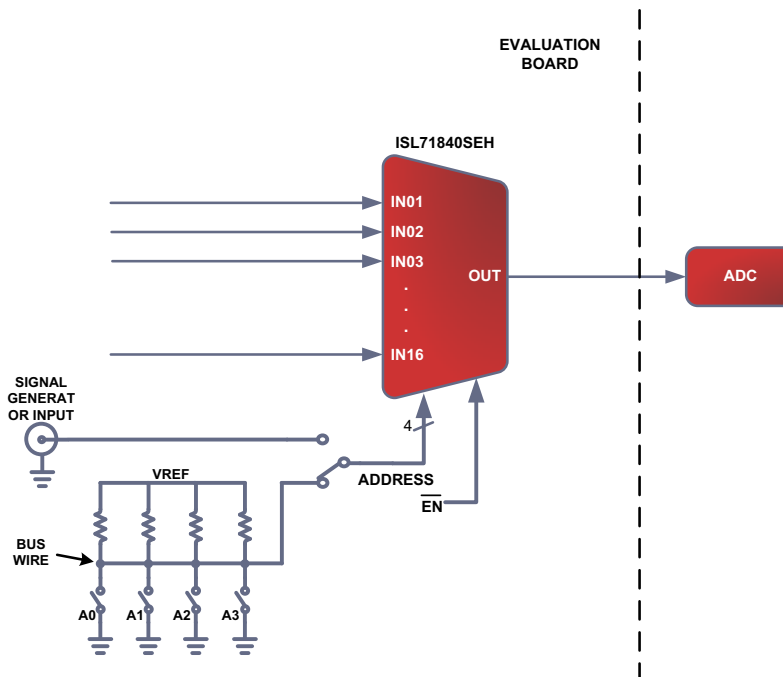 EVALUATION
BOARD
ISL71840SEH
IN01
IN02
IN03
.
.
.
IN16
OUT
ADC
SIGNAL
GENERAT
OR INPUT
4
ADDRESS
EN
VREF
BUS
WIRE
A0
A1
A2
A3